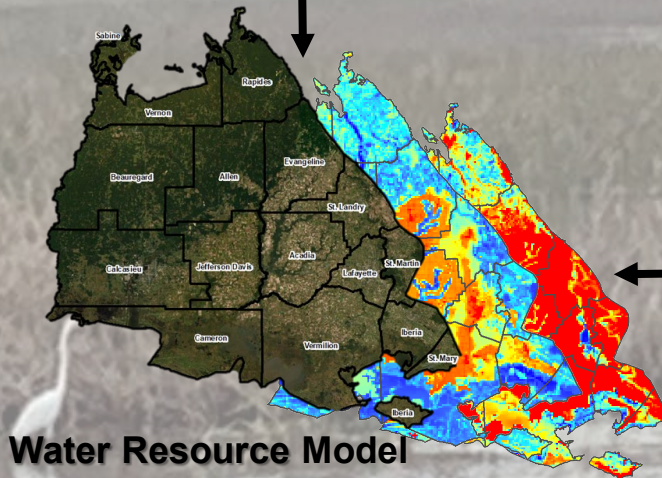 Sabine
Rapides
Vernon
Evangeline
Beauregard
Allen
St. Landry
Acadia
St. Martin
Calcasieu
Jefferson Davis
Lafayette
Cameron
Vermilion
Iberia
St. Mary
Iberia
Water Resource Model